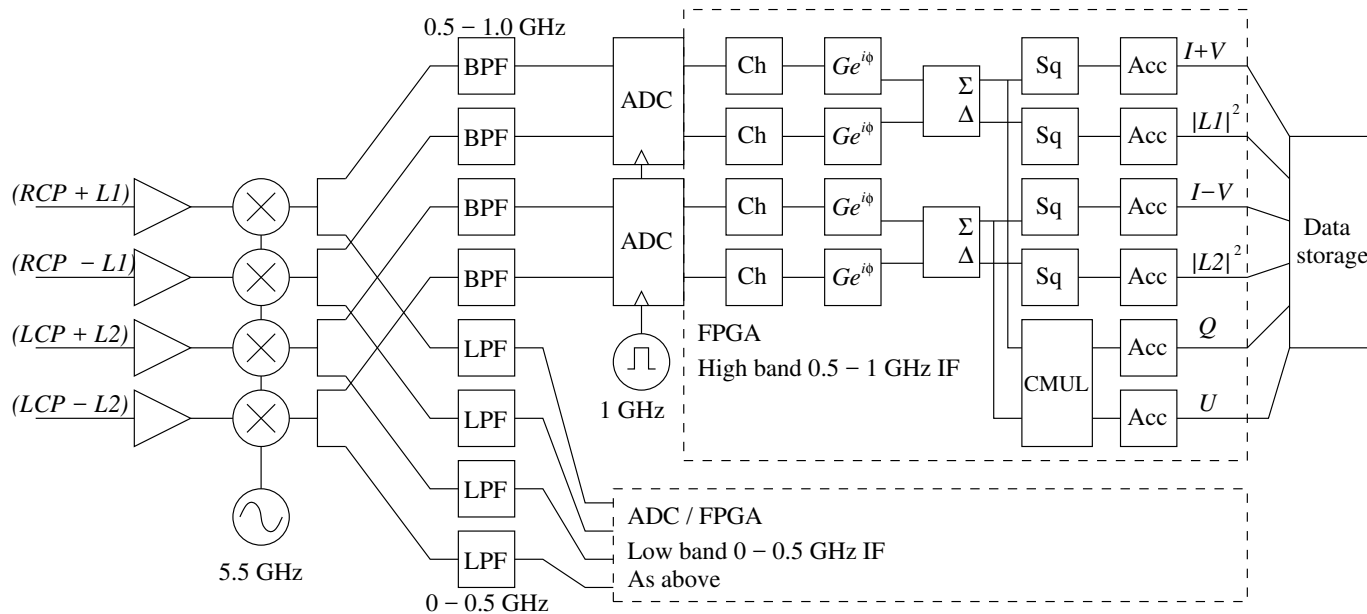 0.5 − 1.0 GHz
BPF
ADC
Ch
Ge^{iϕ}
Σ
Δ
Sq
Acc
I+V
BPF
Ch
Ge^{iϕ}
Sq
Acc
|L1|^2
(RCP + L1)
BPF
ADC
Ch
Ge^{iϕ}
Σ
Δ
Sq
Acc
I−V
Data
storage
(RCP − L1)
BPF
Ch
Ge^{iϕ}
Sq
Acc
|L2|^2
(LCP + L2)
LPF
FPGA
High band 0.5 − 1 GHz IF
CMUL
Acc
Q
(LCP − L2)
LPF
1 GHz
Acc
U
LPF
LPF
5.5 GHz
0 − 0.5 GHz
ADC / FPGA
Low band 0 − 0.5 GHz IF
As above